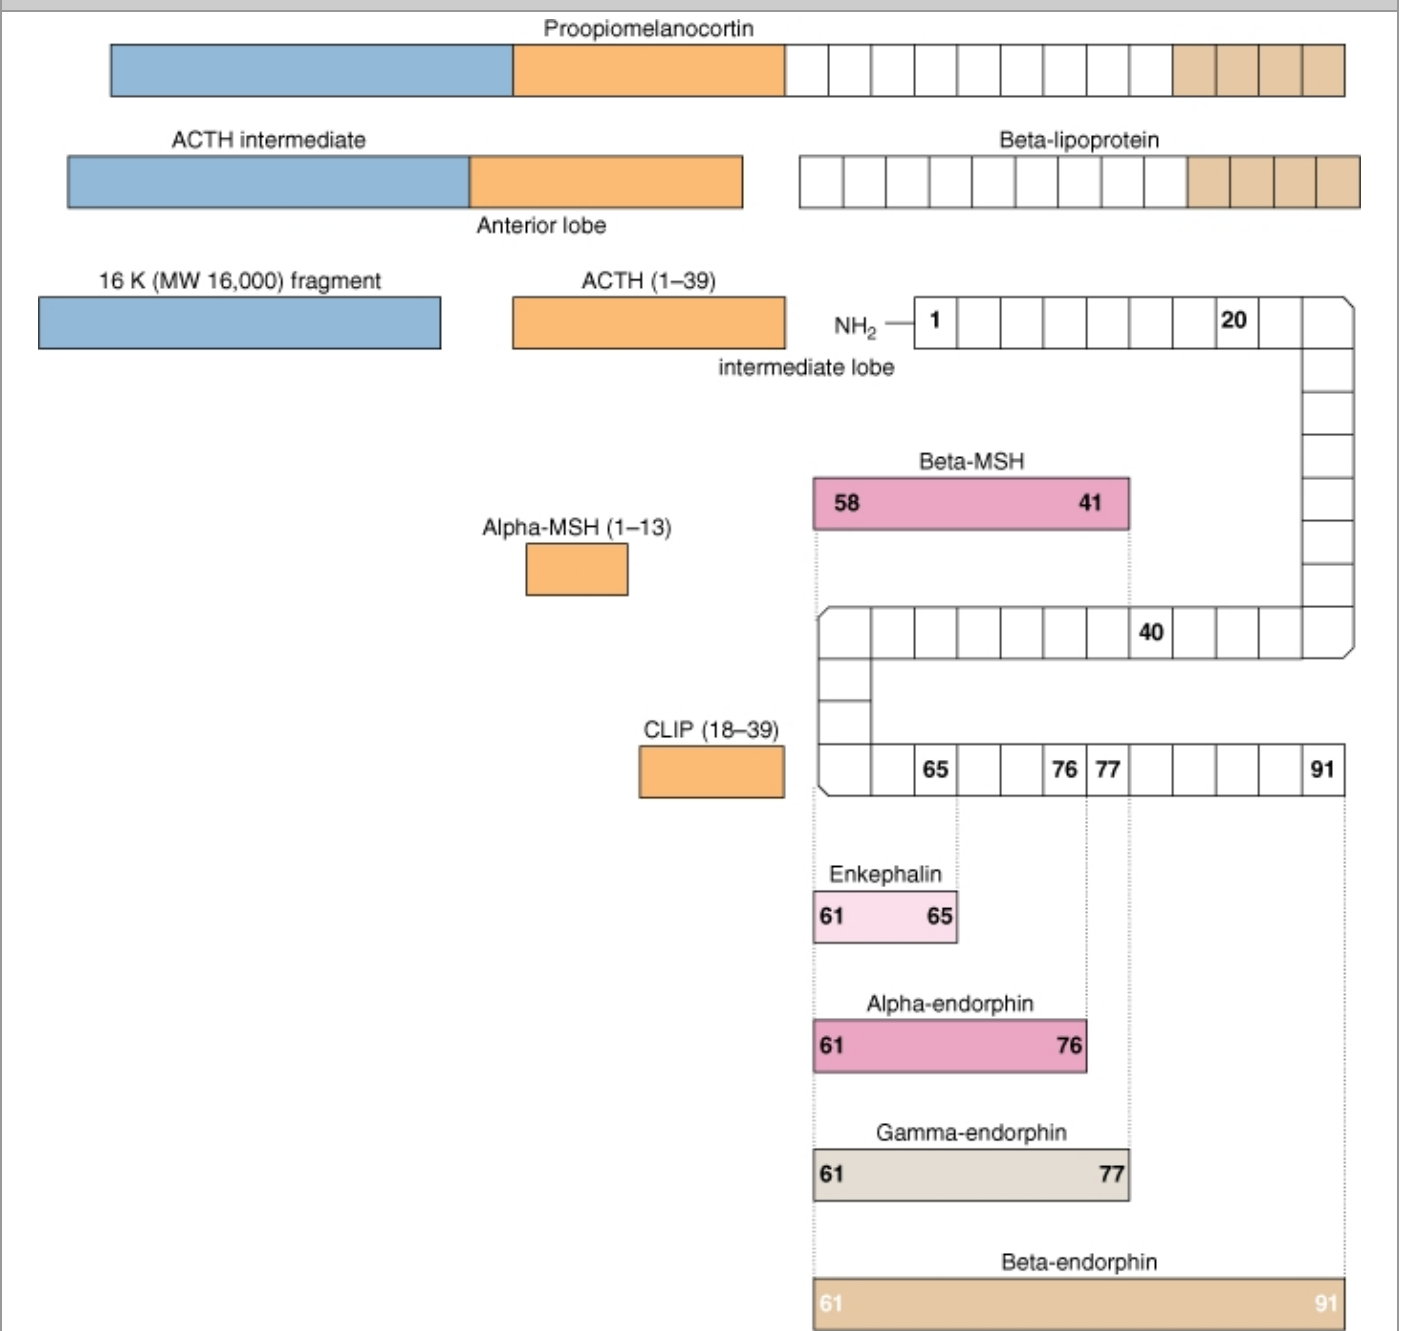 Proopiomelanocortin
ACTH intermediate
Beta-lipoprotein
Anterior lobe
16 K (MW 16,000) fragment
ACTH (1–39)
NH2
1
20
intermediate lobe
Beta-MSH
58 41
Alpha-MSH (1–13)
40
CLIP (18–39)
65 76 77 91
Enkephalin
61 65
Alpha-endorphin
61 76
Gamma-endorphin
61 77
Beta-endorphin
61 91